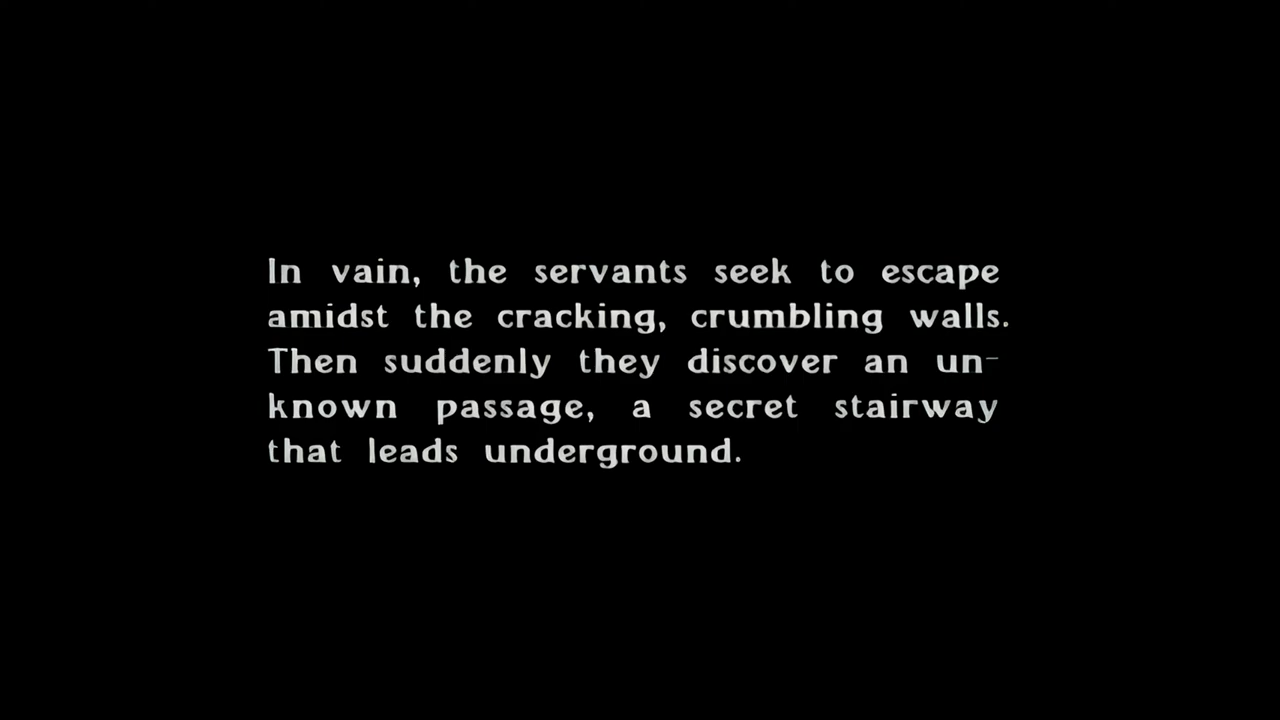 In vain, the servants seek to escape
amidst the cracking, crumbling walls.
Then suddenly they discover an un-
known passage, a secret stairway
that leads underground.